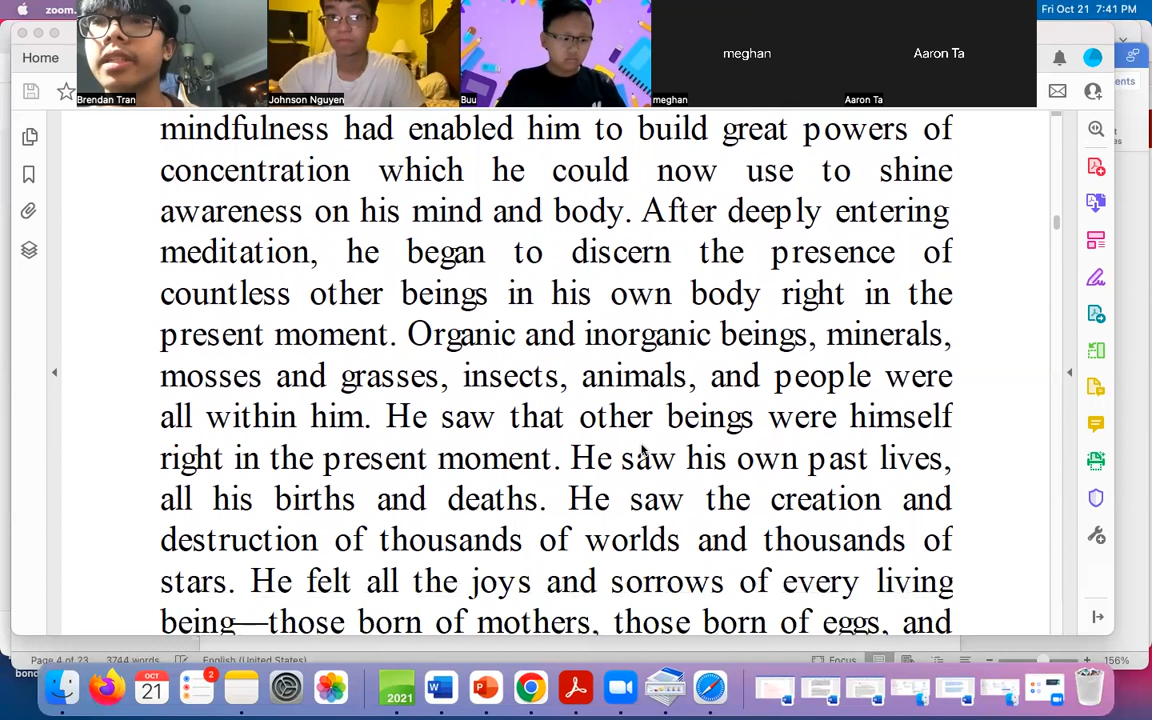 zoom.
Fri Oct 21 7:41 PM
Home
Brendan Tran
Johnson Nguyen
Buu
meghan
meghan
Aaron Ta
Aaron Ta
mindfulness had enabled him to build great powers of
concentration which he could now use to shine
awareness on his mind and body. After deeply entering
meditation, he began to discern the presence of
countless other beings in his own body right in the
present moment. Organic and inorganic beings, minerals,
mosses and grasses, insects, animals, and people were
all within him. He saw that other beings were himself
right in the present moment. He saw his own past lives,
all his births and deaths. He saw the creation and
destruction of thousands of worlds and thousands of
stars. He felt all the joys and sorrows of every living
being—those born of mothers, those born of eggs, and
Page 4 of 23
3744 words
English (United States)
Focus
156%
OCT
21
2
2021